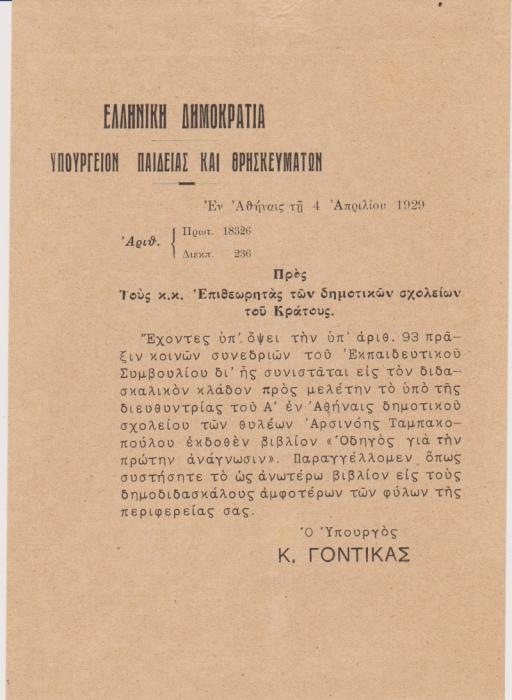 ΕΛΛΗΝΙΚΗ ΔΗΜΟΚΡΑΤΙΑ
ΥΠΟΥΡΓΕΙΟΝ ΠΑΙΔΕΙΑΣ ΚΑΙ ΘΡΗΣΚΕΥΜΑΤΩΝ
Ἐν Ἀθήναις τῇ 4 Ἀπριλίου 1929
Ἀριθ. { Πρωτ. 18326
Διεκπ. 236
Πρὸς
Τοὺς κ.κ. Ἐπιθεωρητὰς τῶν δημοτικῶν σχολείων
τοῦ Κράτους.
Ἔχοντες ὑπ' ὄψει τὴν ὑπ' ἀριθ. 93 πρᾶ-
ξιν κοινῶν συνεδριῶν τοῦ Ἐκπαιδευτικοῦ
Συμβουλίου δι' ἧς συνιστᾶται εἰς τὸν διδα-
σκαλικὸν κλάδον πρὸς μελέτην τὸ ὑπὸ τῆς
διευθυντρίας τοῦ Α' ἐν Ἀθήναις δημοτικοῦ
σχολείου τῶν θυλέων Ἀρσινόης Ταμπακο-
πούλου ἐκδοθὲν βιβλίον «Ὁδηγὸς γιὰ τὴν
πρώτην ἀνάγνωσιν». Παραγγέλλομεν ὅπως
συστήσητε τὸ ὡς ἀνωτέρω βιβλίον εἰς τοὺς
δημοδιδασκάλους ἀμφοτέρων τῶν φύλων τῆς
περιφερείας σας.
Ὁ Ὑπουργὸς
Κ. ΓΟΝΤΙΚΑΣ